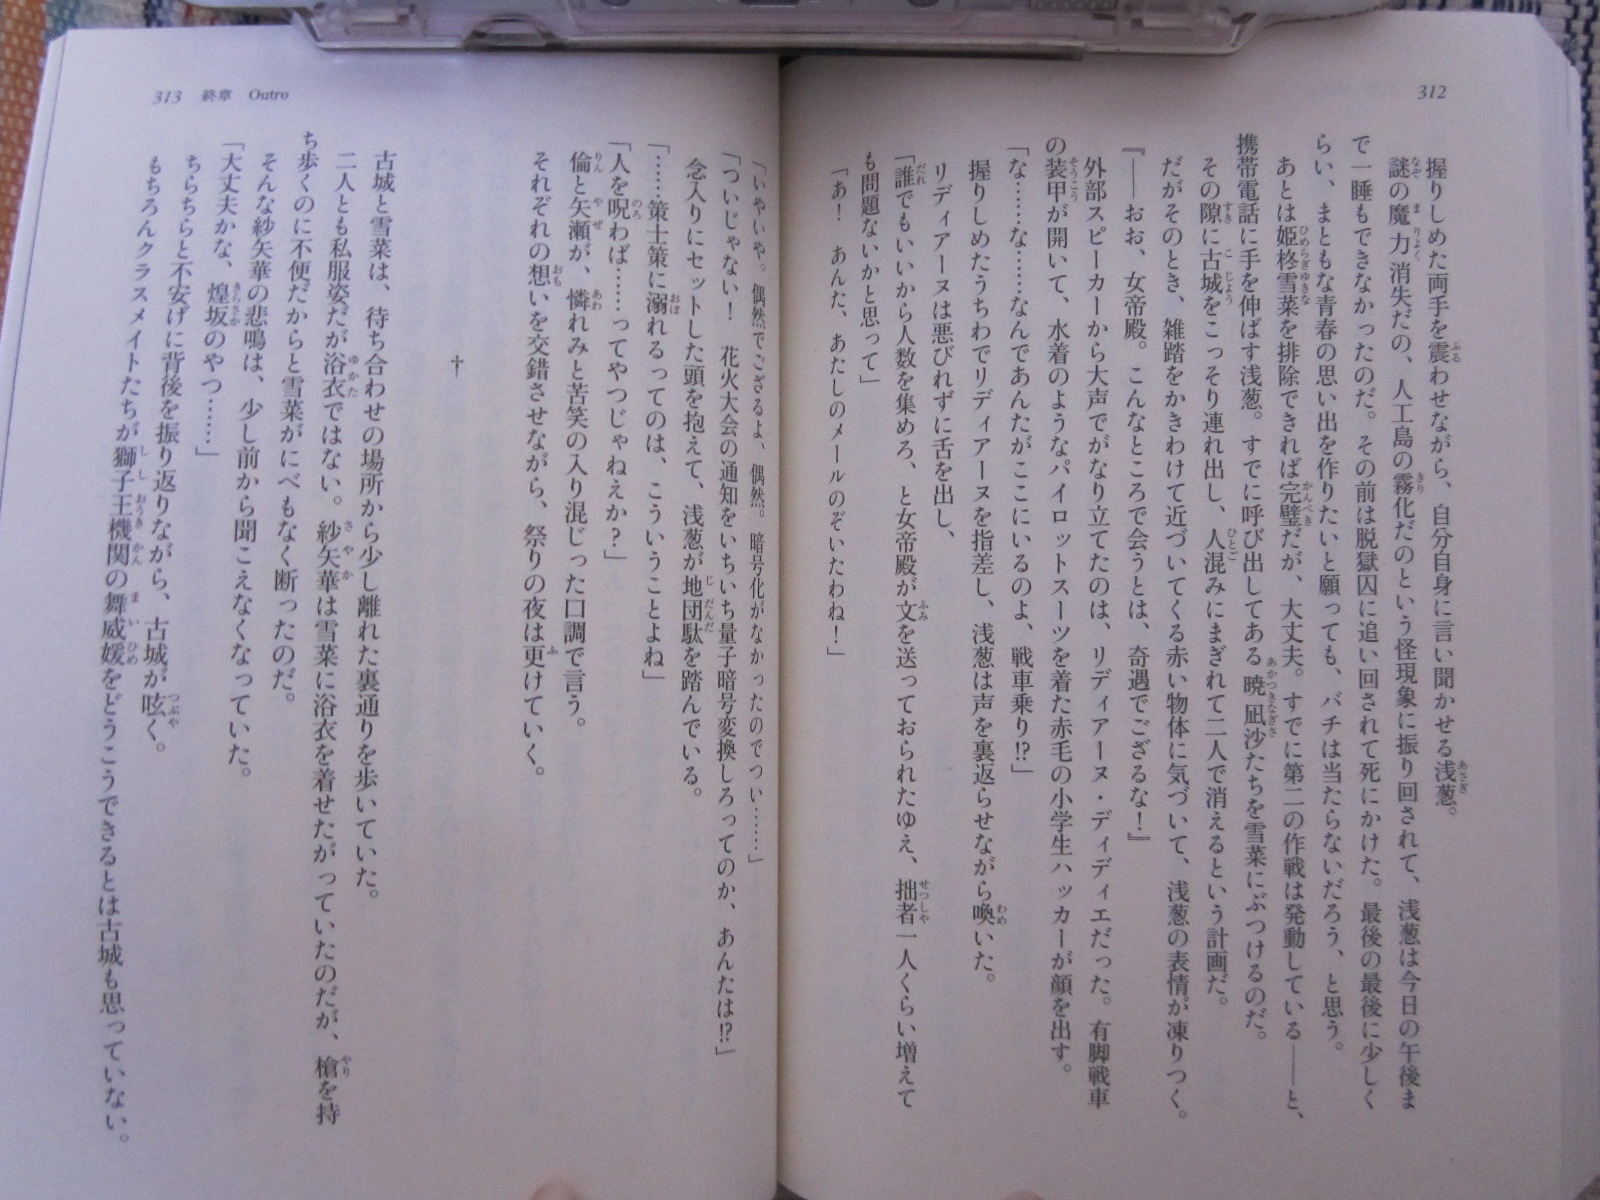 312
握りしめた両手を震わせながら、自分自身に言い聞かせる浅葱。
謎の魔力消失だの、人工島の霧化だのという怪現象に振り回されて、浅葱は今日の午後ま
で一睡もできなかったのだ。その前は脱獄囚に追い回されて死にかけた。最後の最後に少しく
らい、まともな青春の思い出を作りたいと願っても、バチは当たらないだろう、と思う。
あとは姫柊雪菜を排除できれば完璧だが、大丈夫。すでに第二の作戦は発動している――と、
携帯電話に手を伸ばす浅葱。すでに呼び出してある暁凪沙たちを雪菜にぶつけるのだ。
その隙に古城をこっそり連れ出し、人混みにまぎれて二人で消えるという計画だ。
だがそのとき、雑踏をかきわけて近づいてくる赤い物体に気づいて、浅葱の表情が凍りつく。
『――おお、女帝殿。こんなところで会うとは、奇遇でござるな！』
外部スピーカーから大声でがなり立てたのは、リディアーヌ・ディディエだった。有脚戦車
の装甲が開いて、水着のようなパイロットスーツを着た赤毛の小学生ハッカーが顔を出す。
「な……な……なんであんたがここにいるのよ、戦車乗り!?」
握りしめたうちわでリディアーヌを指差し、浅葱は声を裏返らせながら喚いた。
リディアーヌは悪びれずに舌を出し、
「誰でもいいから人数を集めろ、と女帝殿が文を送っておられたゆえ、拙者一人くらい増えて
も問題ないかと思って」
「あ！　あんた、あたしのメールのぞいたわね！」
313 終章 Outro
「いやいや。偶然でござるよ、偶然。暗号化がなかったのでつい……」
「ついじゃない！　花火大会の通知をいちいち量子暗号変換しろってのか、あんたは!?」
念入りにセットした頭を抱えて、浅葱が地団駄を踏んでいる。
「……策士策に溺れるってのは、こういうことよね」
「人を呪わば……ってやつじゃねえか？」
倫と矢瀬が、憐れみと苦笑の入り混じった口調で言う。
それぞれの想いを交錯させながら、祭りの夜は更けていく。
†
古城と雪菜は、待ち合わせの場所から少し離れた裏通りを歩いていた。
二人とも私服姿だが浴衣ではない。紗矢華は雪菜に浴衣を着せたがっていたのだが、槍を持
ち歩くのに不便だからと雪菜がにべもなく断ったのだ。
そんな紗矢華の悲鳴は、少し前から聞こえなくなっていた。
「大丈夫かな、煌坂のやつ……」
ちらちらと不安げに背後を振り返りながら、古城が呟く。
もちろんクラスメイトたちが獅子王機関の舞威媛をどうこうできるとは古城も思っていない。